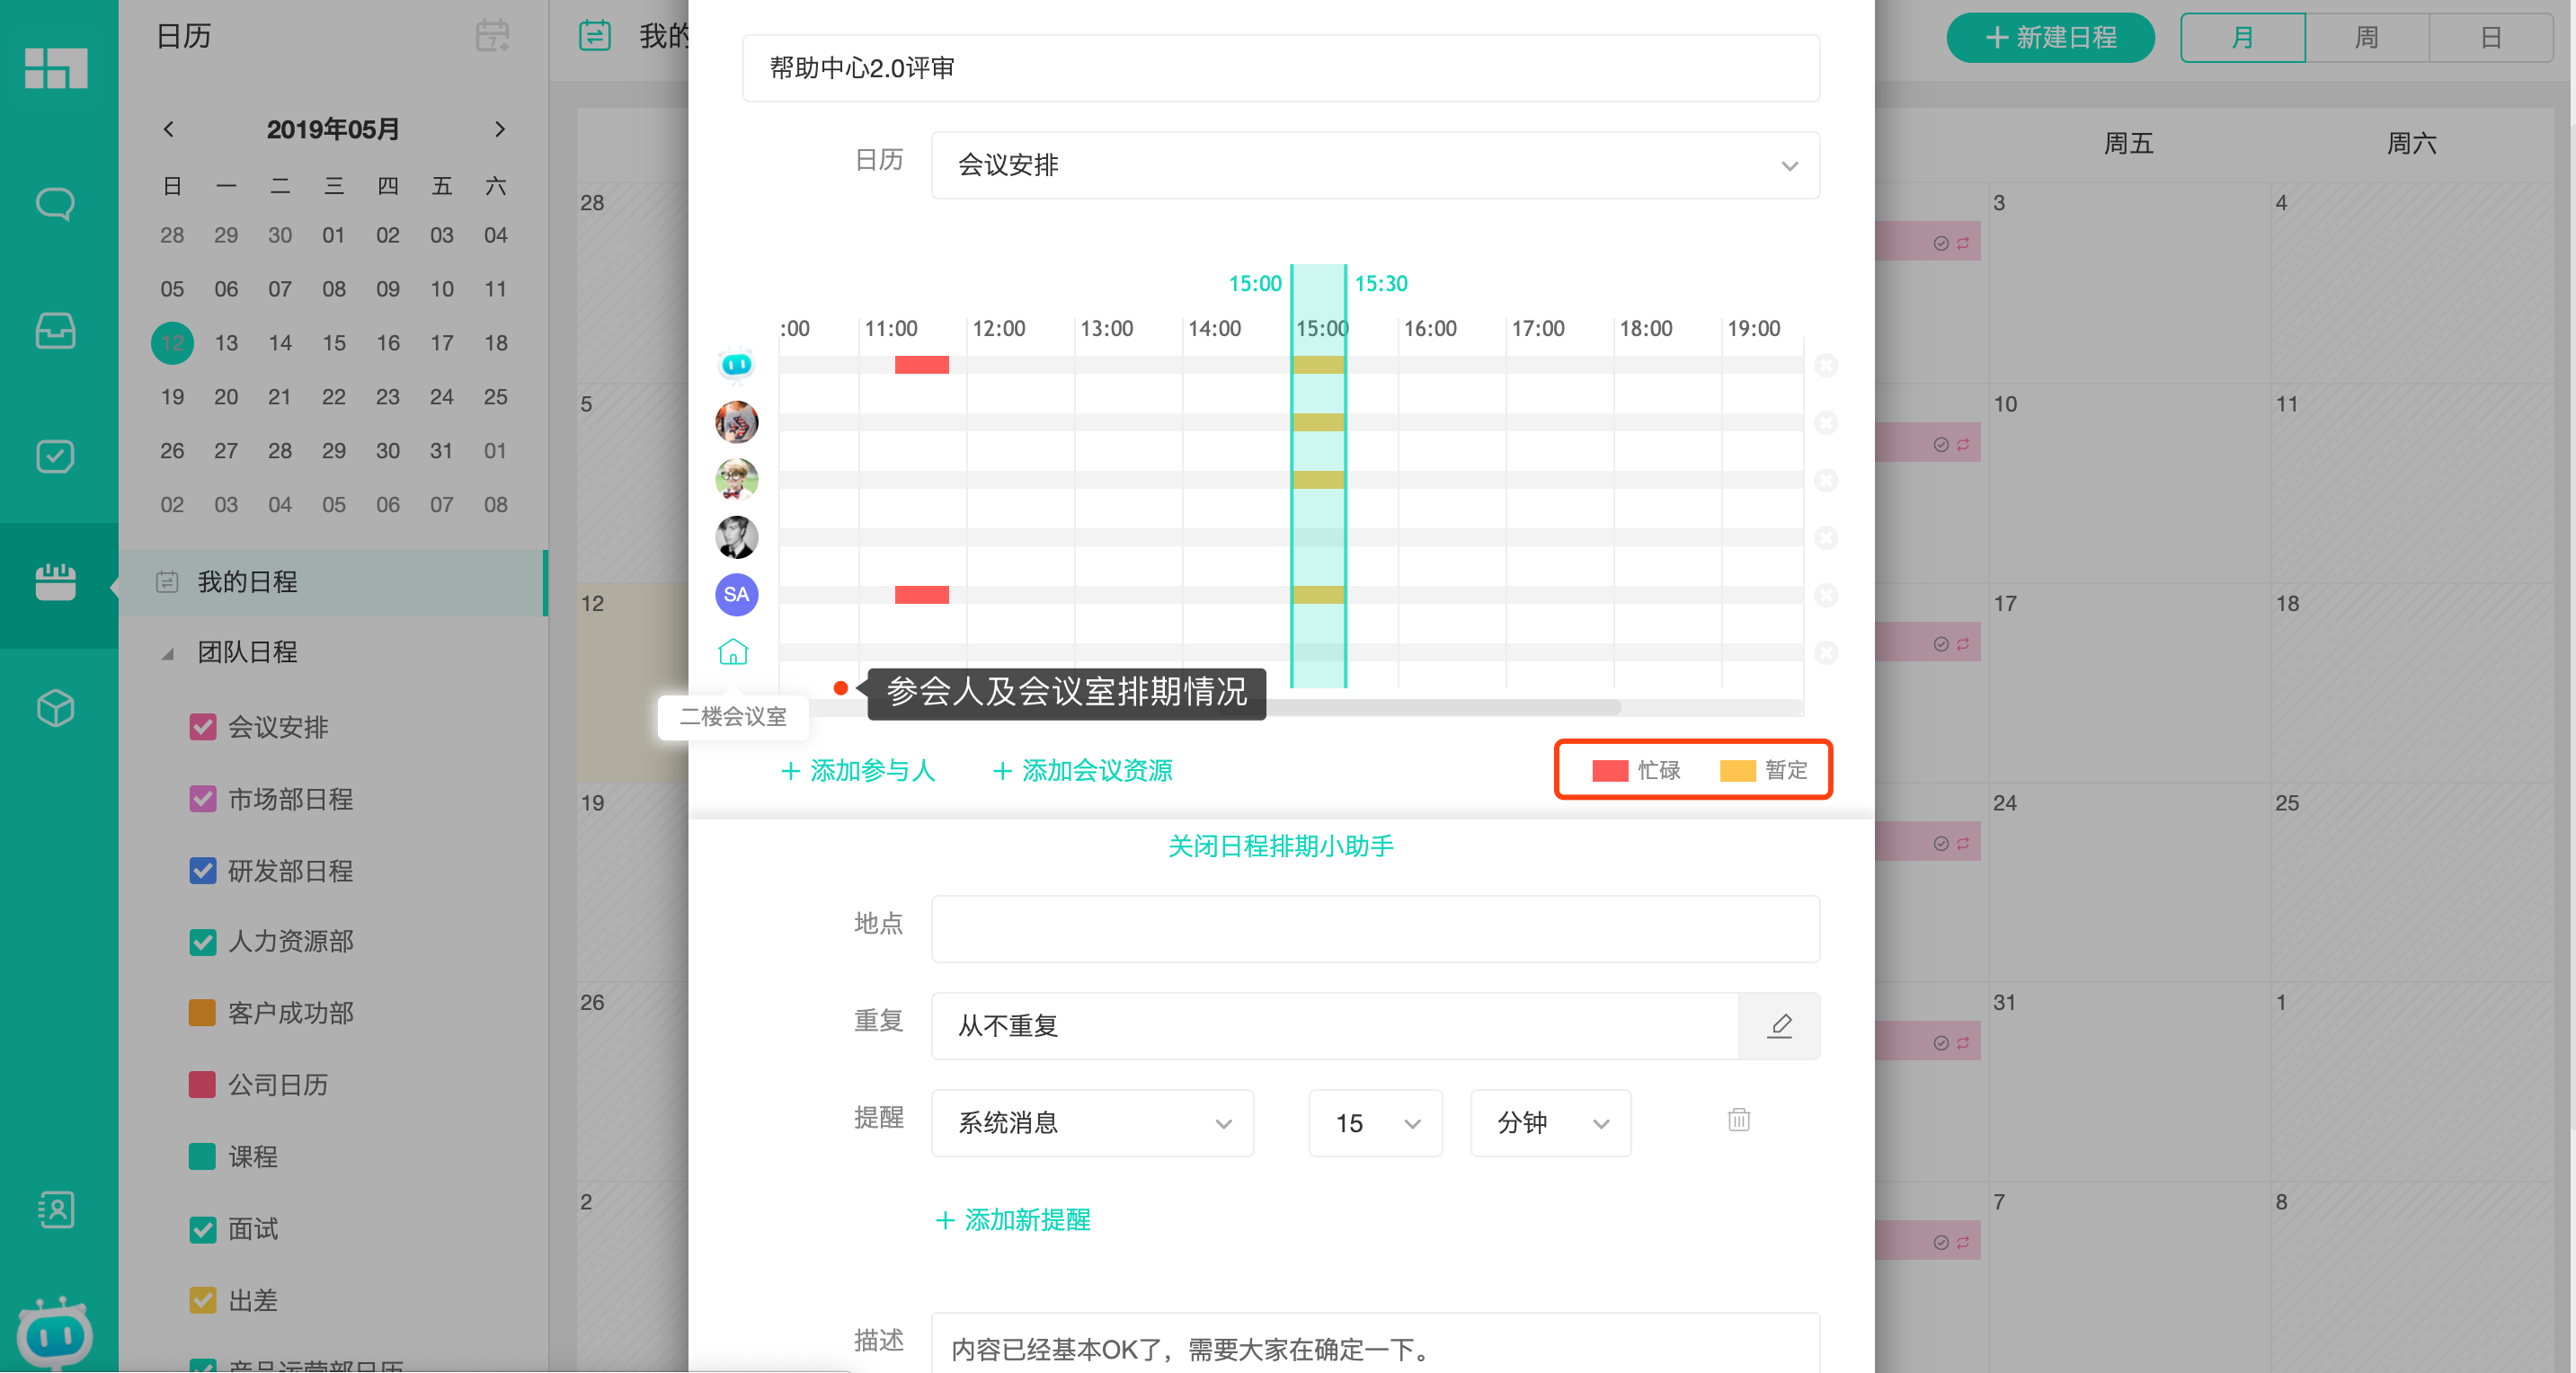 日历
2019年05月
日 一 二 三 四 五 六
28 29 30 01 02 03 04
05 06 07 08 09 10 11
12 13 14 15 16 17 18
19 20 21 22 23 24 25
26 27 28 29 30 31 01
02 03 04 05 06 07 08
我的日程
团队日程
会议安排
市场部日程
研发部日程
人力资源部
客户成功部
公司日历
课程
面试
出差
产品运营部日历
我的
新建日程
月 周 日
周五 周六
28 3 4
5 10 11
12 17 18
19 24 25
26 31 1
2 7 8
帮助中心2.0评审
日历 会议安排
15:00 15:30
:00 11:00 12:00 13:00 14:00 15:00 16:00 17:00 18:00 19:00
SA
参会人及会议室排期情况
二楼会议室
+ 添加参与人 + 添加会议资源 忙碌 暂定
关闭日程排期小助手
地点
重复 从不重复
提醒 系统消息 15 分钟
+ 添加新提醒
描述 内容已经基本OK了，需要大家在确定一下。